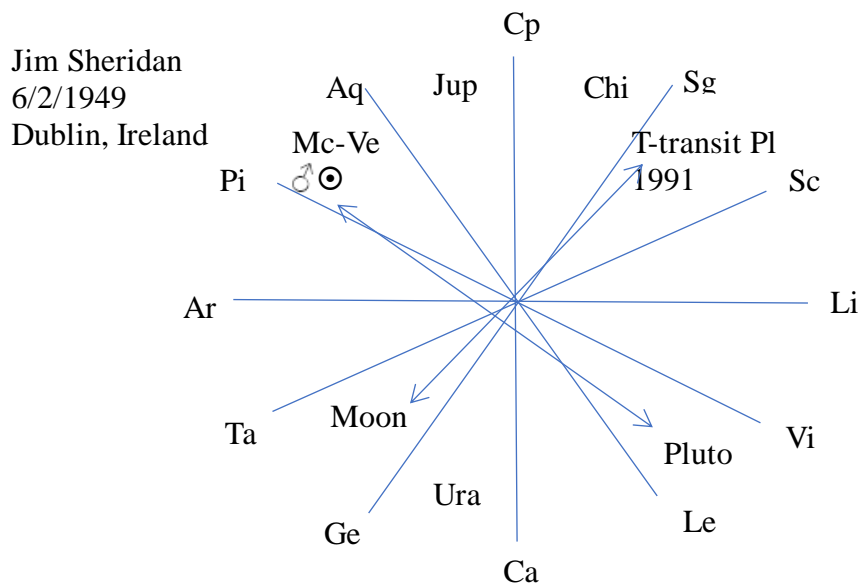 Cp
Jim Sheridan
6/2/1949
Dublin, Ireland
Aq
Jup
Chi
Sg
Mc-Ve
T-transit Pl
1991
♂☉
Pi
Sc
Ar
Li
Ta
Moon
Pluto
Vi
Ura
Ge
Le
Ca